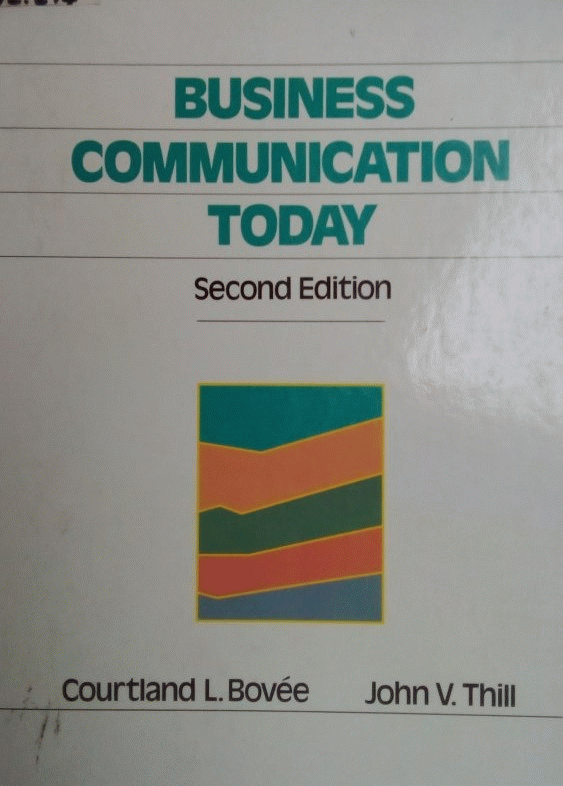 BUSINESS
COMMUNICATION
TODAY
Second Edition
Courtland L. Bovée John V. Thill